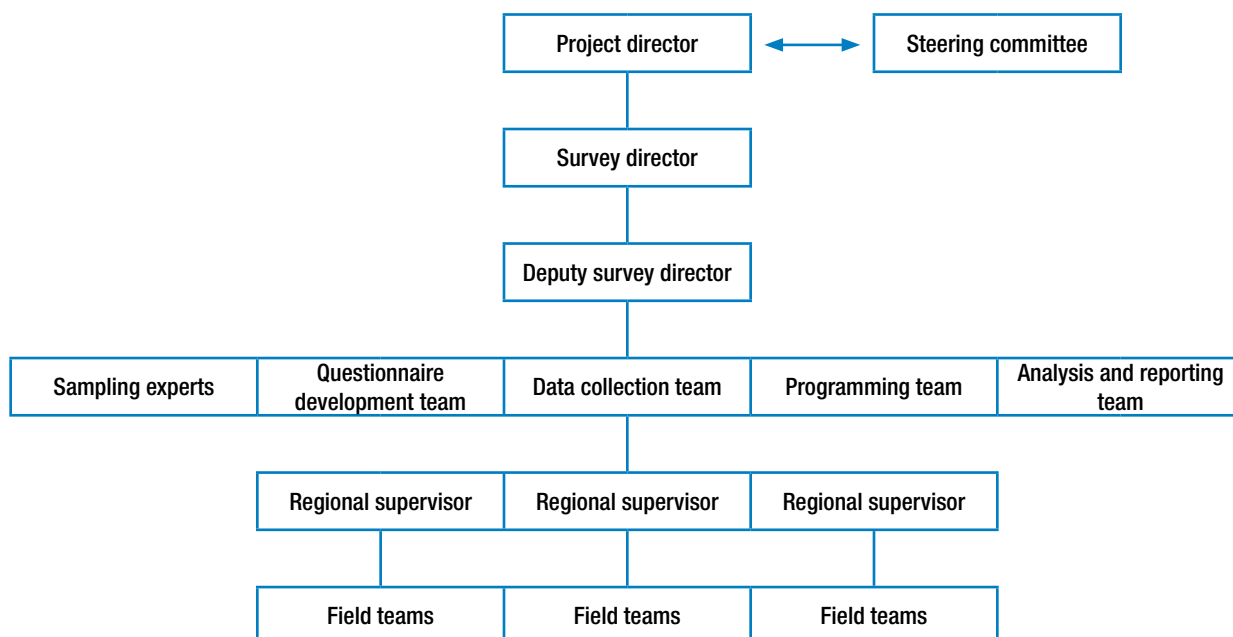 Project director
Steering committee
Survey director
Deputy survey director
Sampling experts
Questionnaire
development team
Data collection team
Programming team
Analysis and reporting
team
Regional supervisor
Regional supervisor
Regional supervisor
Field teams
Field teams
Field teams